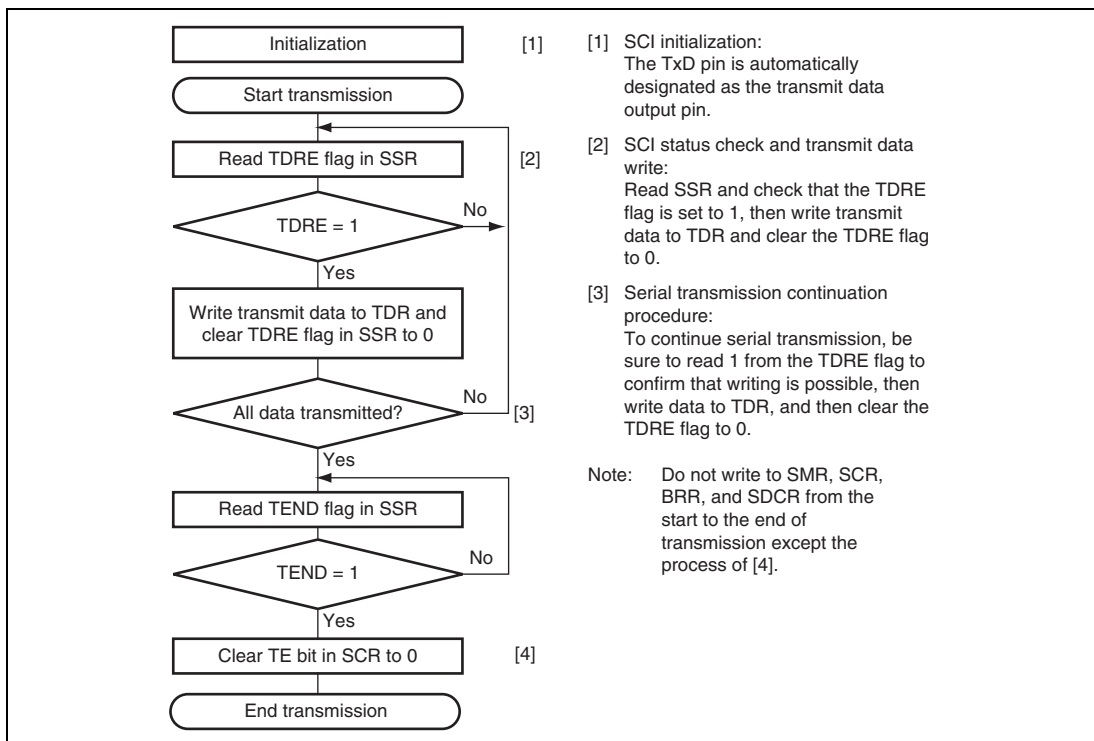 Initialization [1]
Start transmission
Read TDRE flag in SSR [2]
No
TDRE = 1
Yes
Write transmit data to TDR and
clear TDRE flag in SSR to 0
No
All data transmitted? [3]
Yes
Read TEND flag in SSR
No
TEND = 1
Yes
Clear TE bit in SCR to 0 [4]
End transmission
[1] SCI initialization:
The TxD pin is automatically
designated as the transmit data
output pin.
[2] SCI status check and transmit data
write:
Read SSR and check that the TDRE
flag is set to 1, then write transmit
data to TDR and clear the TDRE flag
to 0.
[3] Serial transmission continuation
procedure:
To continue serial transmission, be
sure to read 1 from the TDRE flag to
confirm that writing is possible, then
write data to TDR, and then clear the
TDRE flag to 0.
Note: Do not write to SMR, SCR,
BRR, and SDCR from the
start to the end of
transmission except the
process of [4].